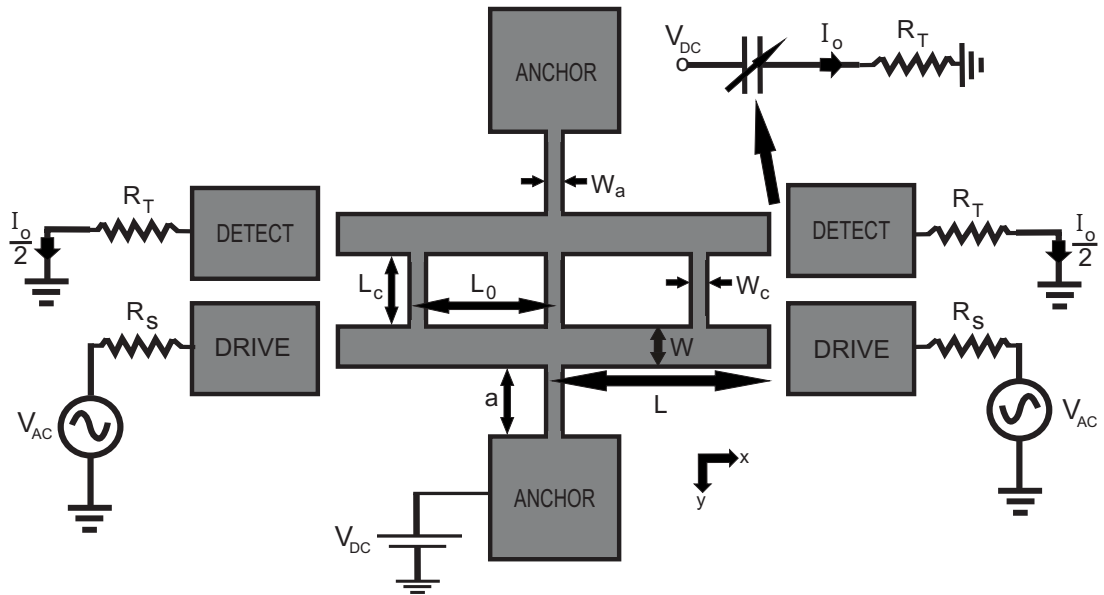 ANCHOR
V_DC
I_o
R_T
W_a
R_T
DETECT
I_o/2
L_c
L_0
W_c
DETECT
R_T
I_o/2
R_S
DRIVE
V_AC
W
a
L
DRIVE
R_S
V_AC
x
y
ANCHOR
V_DC